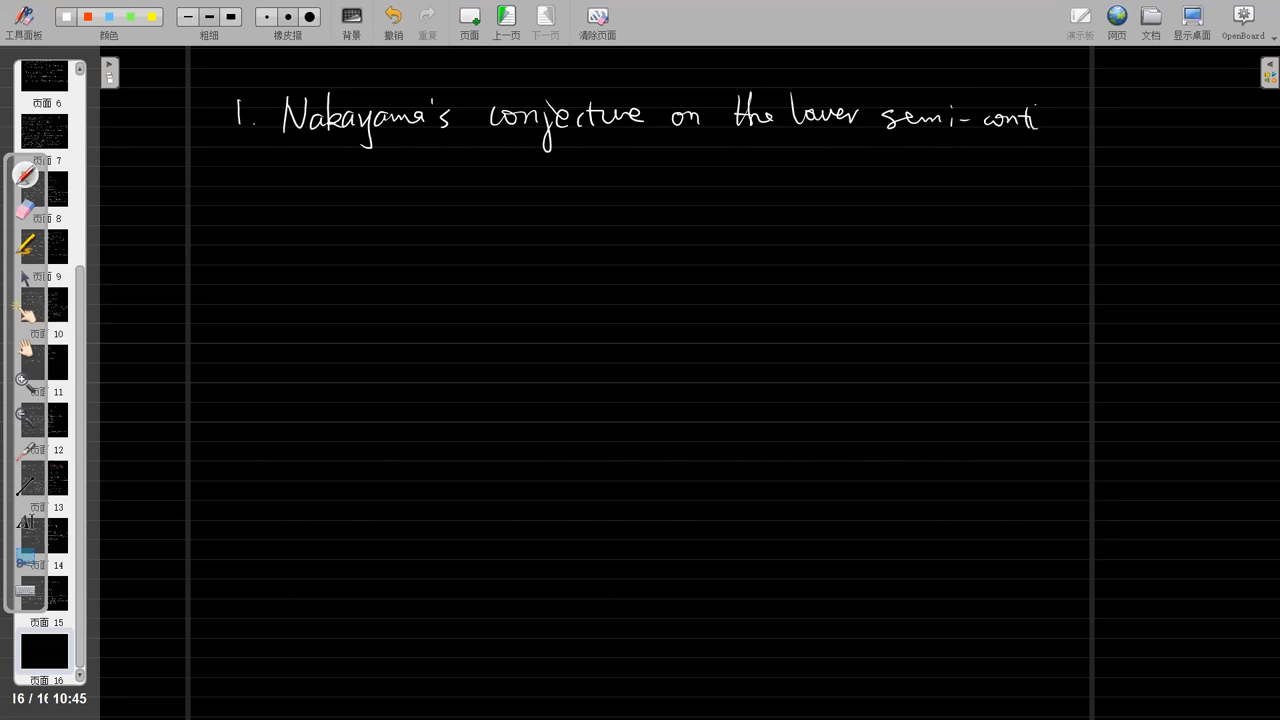 工具面板
颜色
粗细
橡皮擦
背景
撤销
重复
页面
上一页
下一页
清除页面
演示板
网页
文档
显示桌面
OpenBoard
1. Nakayama's conjecture on the lower semi-conti
页面 6
页 7
页面 8
页面 9
页面 10
页面 11
页面 12
页面 13
页面 14
页面 15
页面 16
AI
16 / 16 10:45